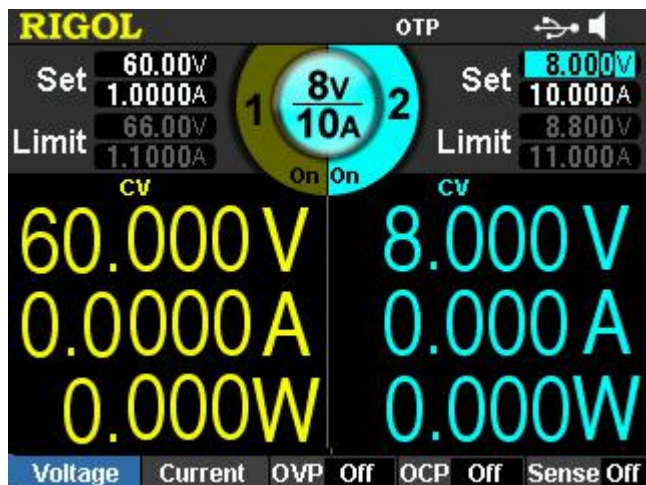 RIGOL OTP
Set 60.00V
1.0000A
Limit 66.00V
1.1000A
1 8V 2
10A
On On
Set 8.000V
10.000A
Limit 8.800V
11.000A
CV
60.000 V
0.0000 A
0.000W
CV
8.000 V
0.000 A
0.000W
Voltage Current OVP Off OCP Off Sense Off